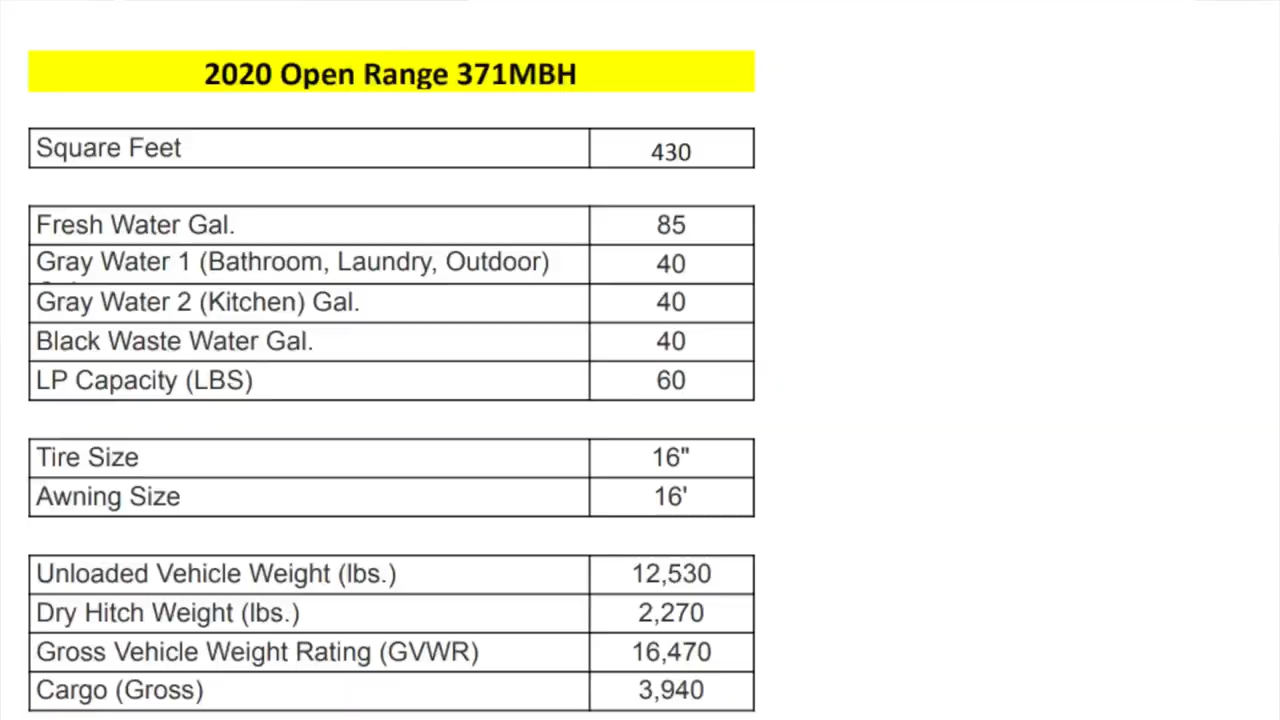 2020 Open Range 371MBH
Square Feet 430
Fresh Water Gal. 85
Gray Water 1 (Bathroom, Laundry, Outdoor) 40
Gray Water 2 (Kitchen) Gal. 40
Black Waste Water Gal. 40
LP Capacity (LBS) 60
Tire Size 16"
Awning Size 16'
Unloaded Vehicle Weight (lbs.) 12,530
Dry Hitch Weight (lbs.) 2,270
Gross Vehicle Weight Rating (GVWR) 16,470
Cargo (Gross) 3,940